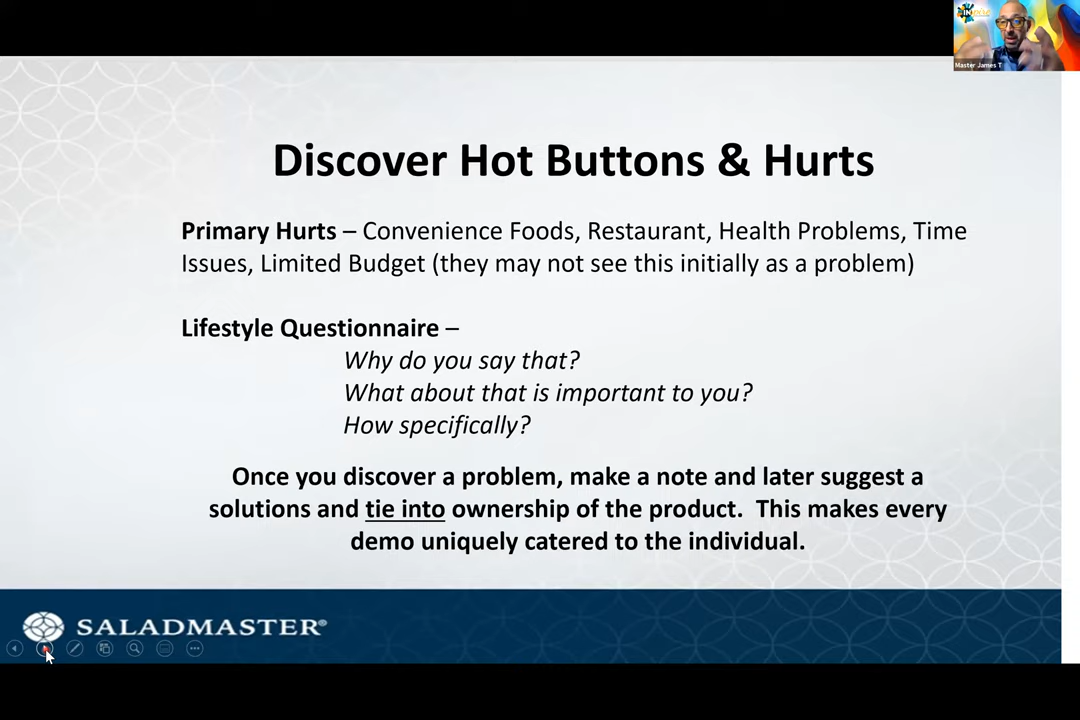 Master James T
Discover Hot Buttons & Hurts
Primary Hurts – Convenience Foods, Restaurant, Health Problems, Time
Issues, Limited Budget (they may not see this initially as a problem)
Lifestyle Questionnaire –
Why do you say that?
What about that is important to you?
How specifically?
Once you discover a problem, make a note and later suggest a
solutions and tie into ownership of the product. This makes every
demo uniquely catered to the individual.
SALADMASTER®